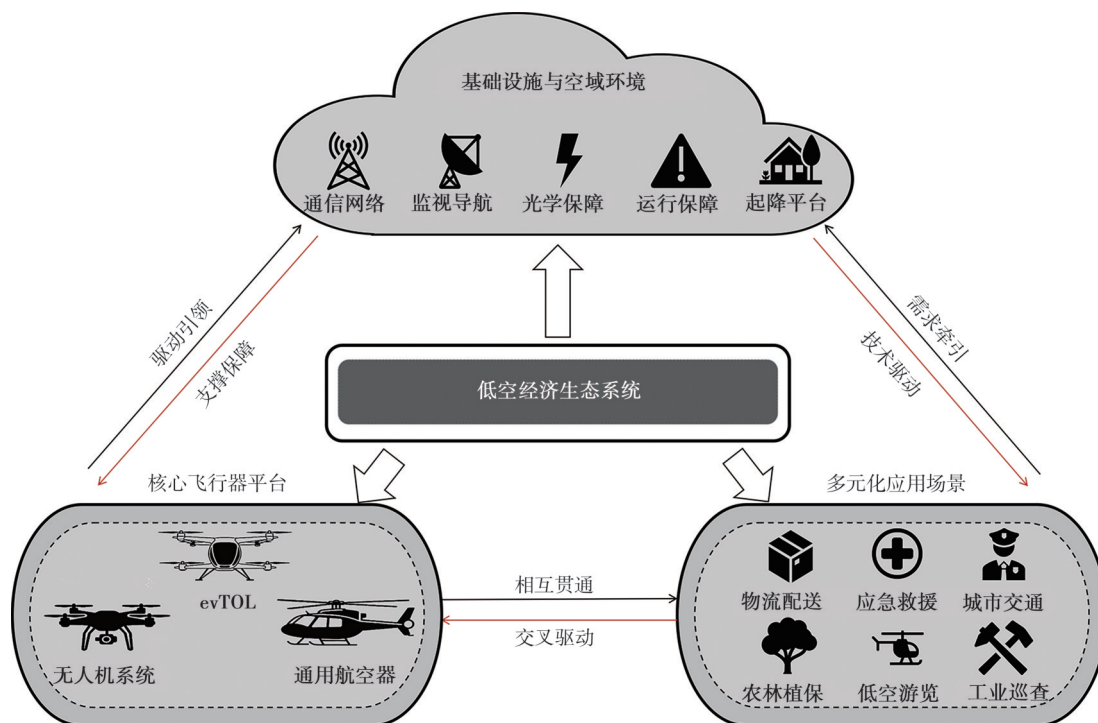 基础设施与空域环境
通信网络
监视导航
光学保障
运行保障
起降平台
驱动引领
支撑保障
需求牵引
技术驱动
低空经济生态系统
核心飞行器平台
多元化应用场景
evTOL
无人机系统
通用航空器
相互贯通
交叉驱动
物流配送
应急救援
城市交通
农林植保
低空游览
工业巡查